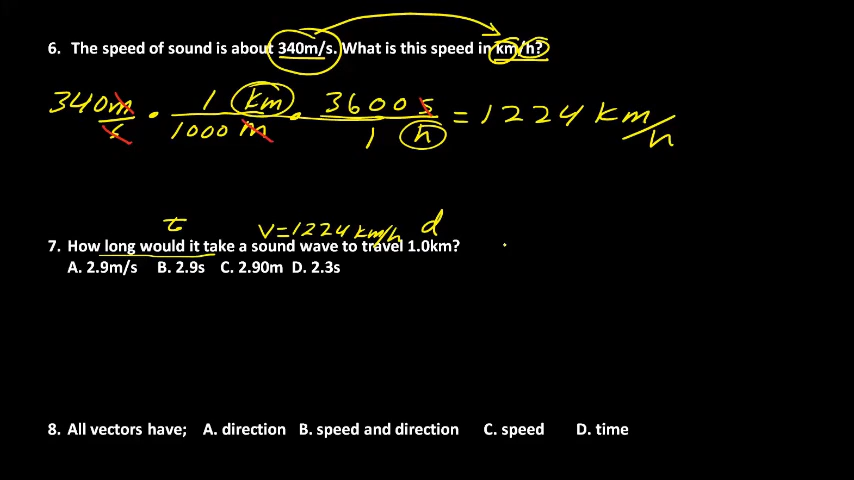 6. The speed of sound is about 340m/s. What is this speed in km/h?
340m/s · 1 km/1000 m · 3600 s/1 h = 1224 km/h
t v=1224 km/h d
7. How long would it take a sound wave to travel 1.0km?
A. 2.9m/s B. 2.9s C. 2.90m D. 2.3s
8. All vectors have; A. direction B. speed and direction C. speed D. time